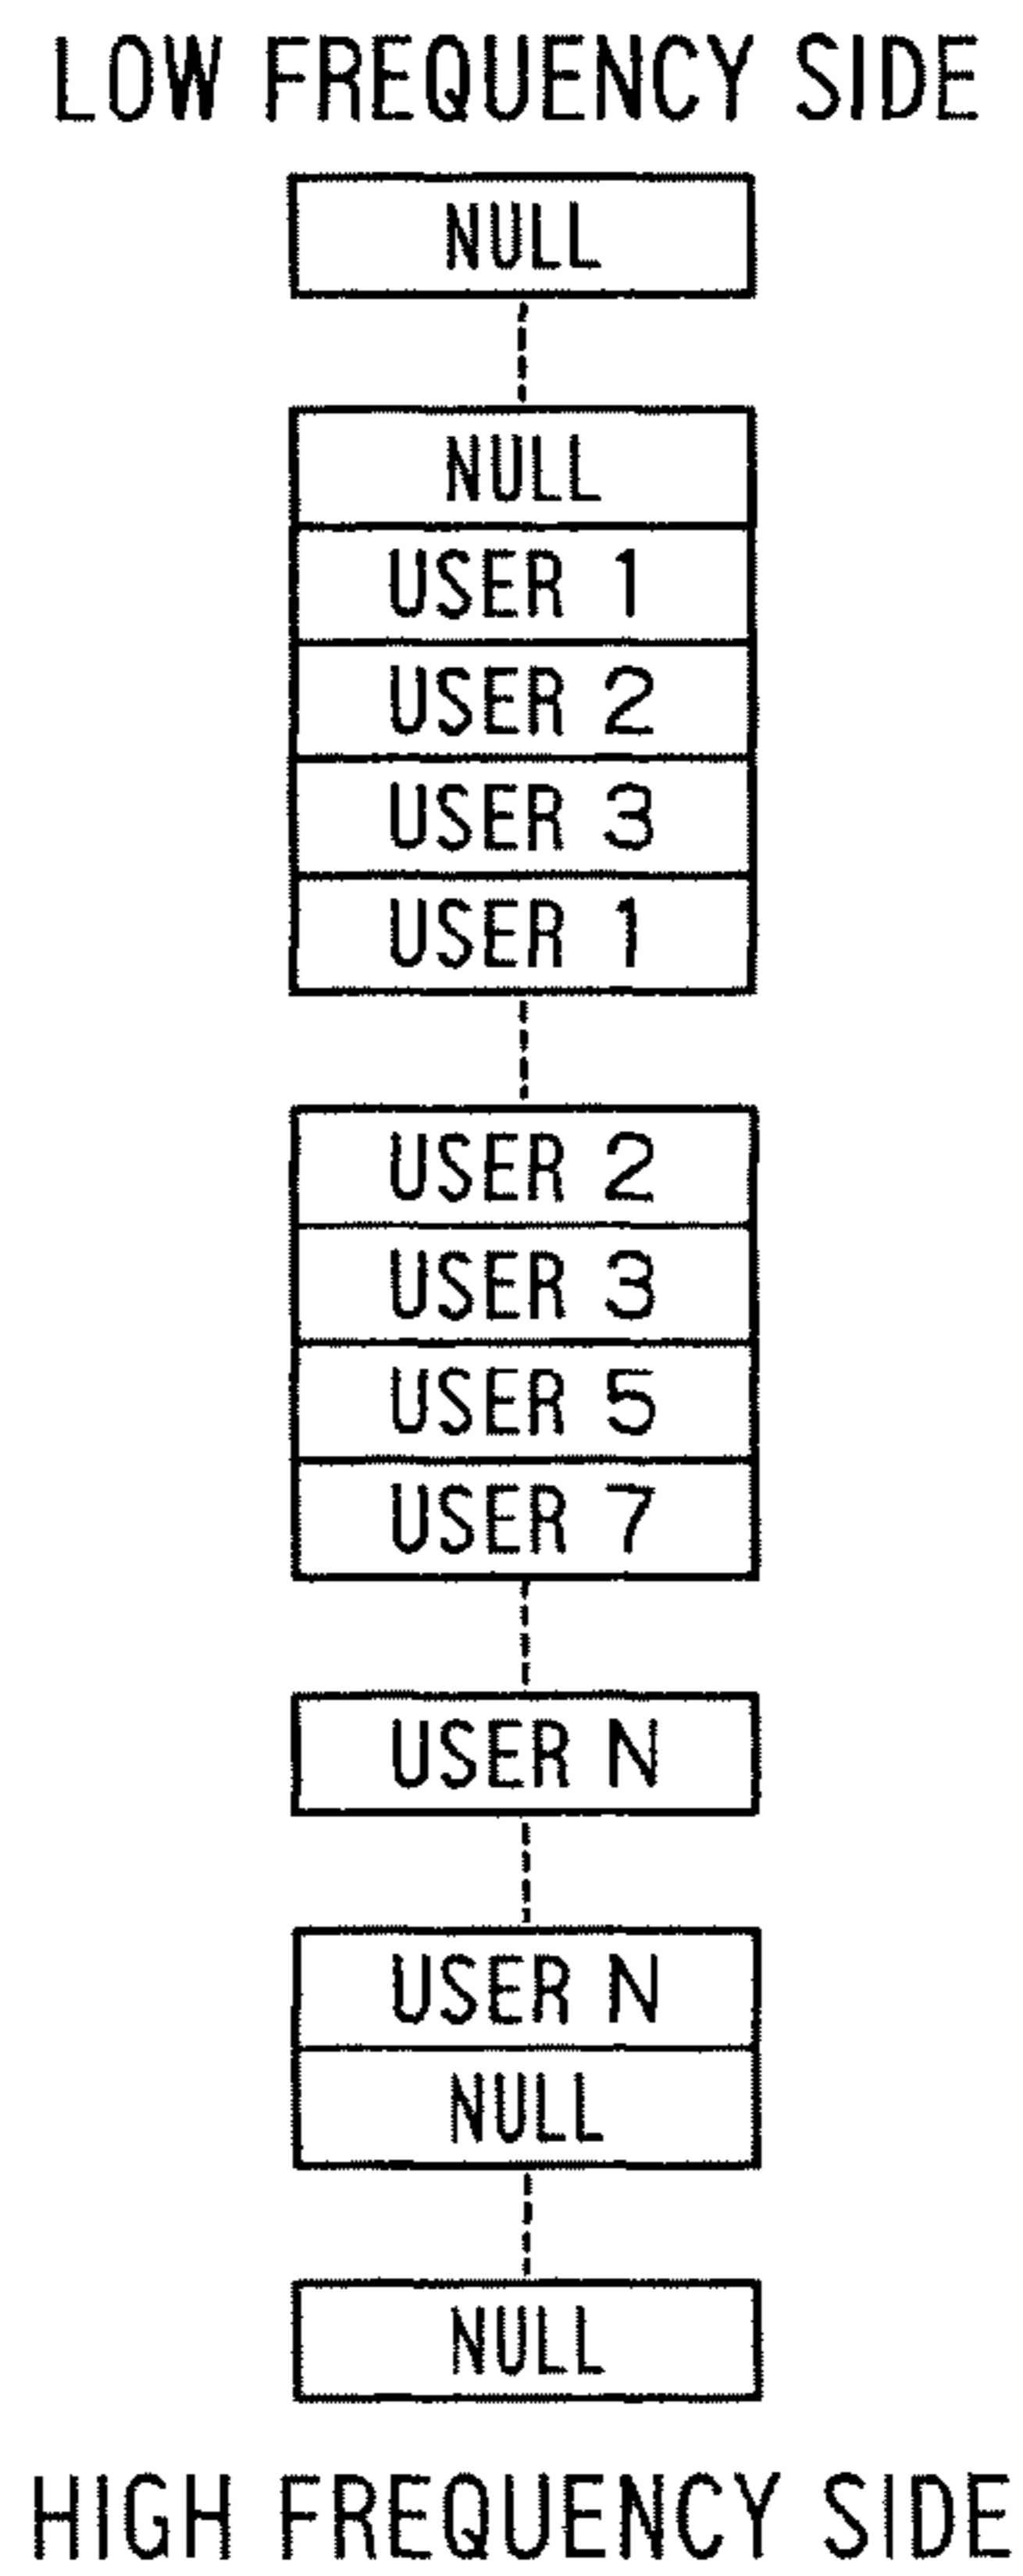 LOW FREQUENCY SIDE
NULL
NULL
USER 1
USER 2
USER 3
USER 1
USER 2
USER 3
USER 5
USER 7
USER N
USER N
NULL
NULL
HIGH FREQUENCY SIDE